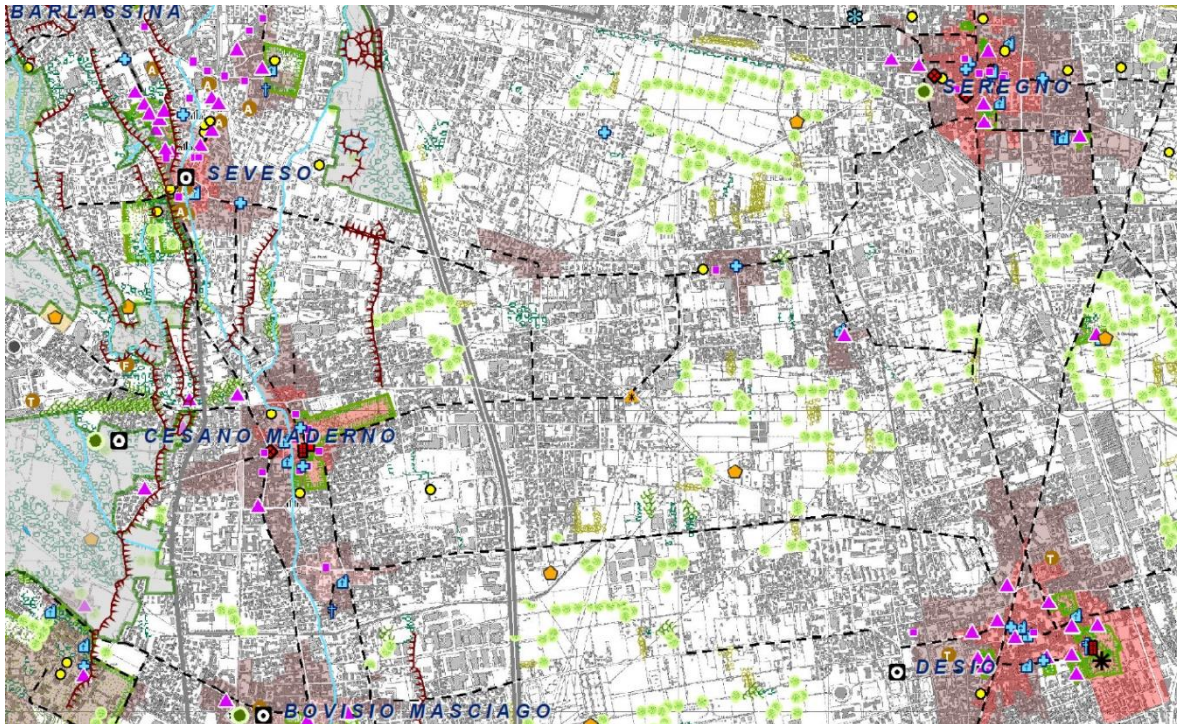 BARLASSINA
SEREGNO
SEVESO
CESANO MADERNO
DESIO
BOVISIO MASCIAGO
A
A
A
A
A
F
T
T
T